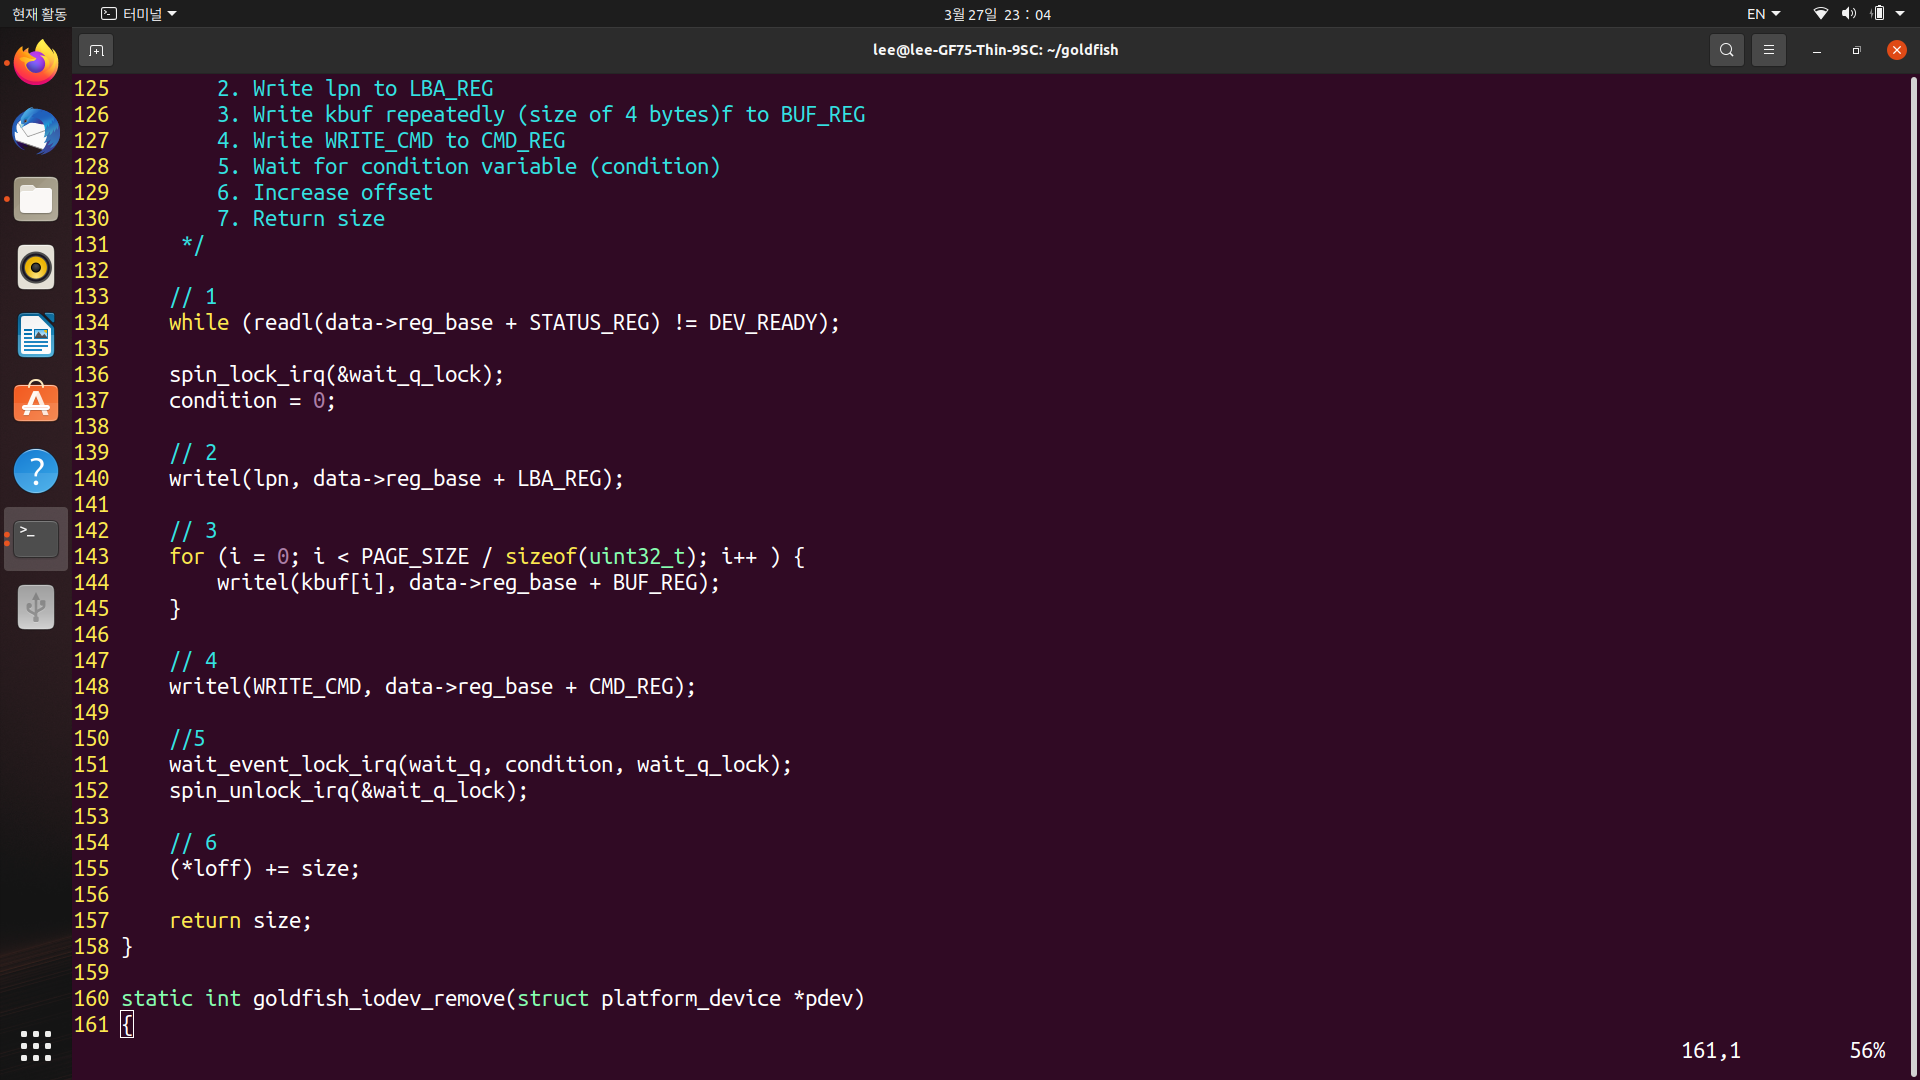 현재 활동 터미널 3월 27일 23 : 04 EN
lee@lee-GF75-Thin-9SC: ~/goldfish
125         2. Write lpn to LBA_REG
126         3. Write kbuf repeatedly (size of 4 bytes)f to BUF_REG
127         4. Write WRITE_CMD to CMD_REG
128         5. Wait for condition variable (condition)
129         6. Increase offset
130         7. Return size
131      */
132
133     // 1
134     while (readl(data->reg_base + STATUS_REG) != DEV_READY);
135
136     spin_lock_irq(&wait_q_lock);
137     condition = 0;
138
139     // 2
140     writel(lpn, data->reg_base + LBA_REG);
141
142     // 3
143     for (i = 0; i < PAGE_SIZE / sizeof(uint32_t); i++ ) {
144         writel(kbuf[i], data->reg_base + BUF_REG);
145     }
146
147     // 4
148     writel(WRITE_CMD, data->reg_base + CMD_REG);
149
150     //5
151     wait_event_lock_irq(wait_q, condition, wait_q_lock);
152     spin_unlock_irq(&wait_q_lock);
153
154     // 6
155     (*loff) += size;
156
157     return size;
158 }
159
160 static int goldfish_iodev_remove(struct platform_device *pdev)
161 {
161,1 56%